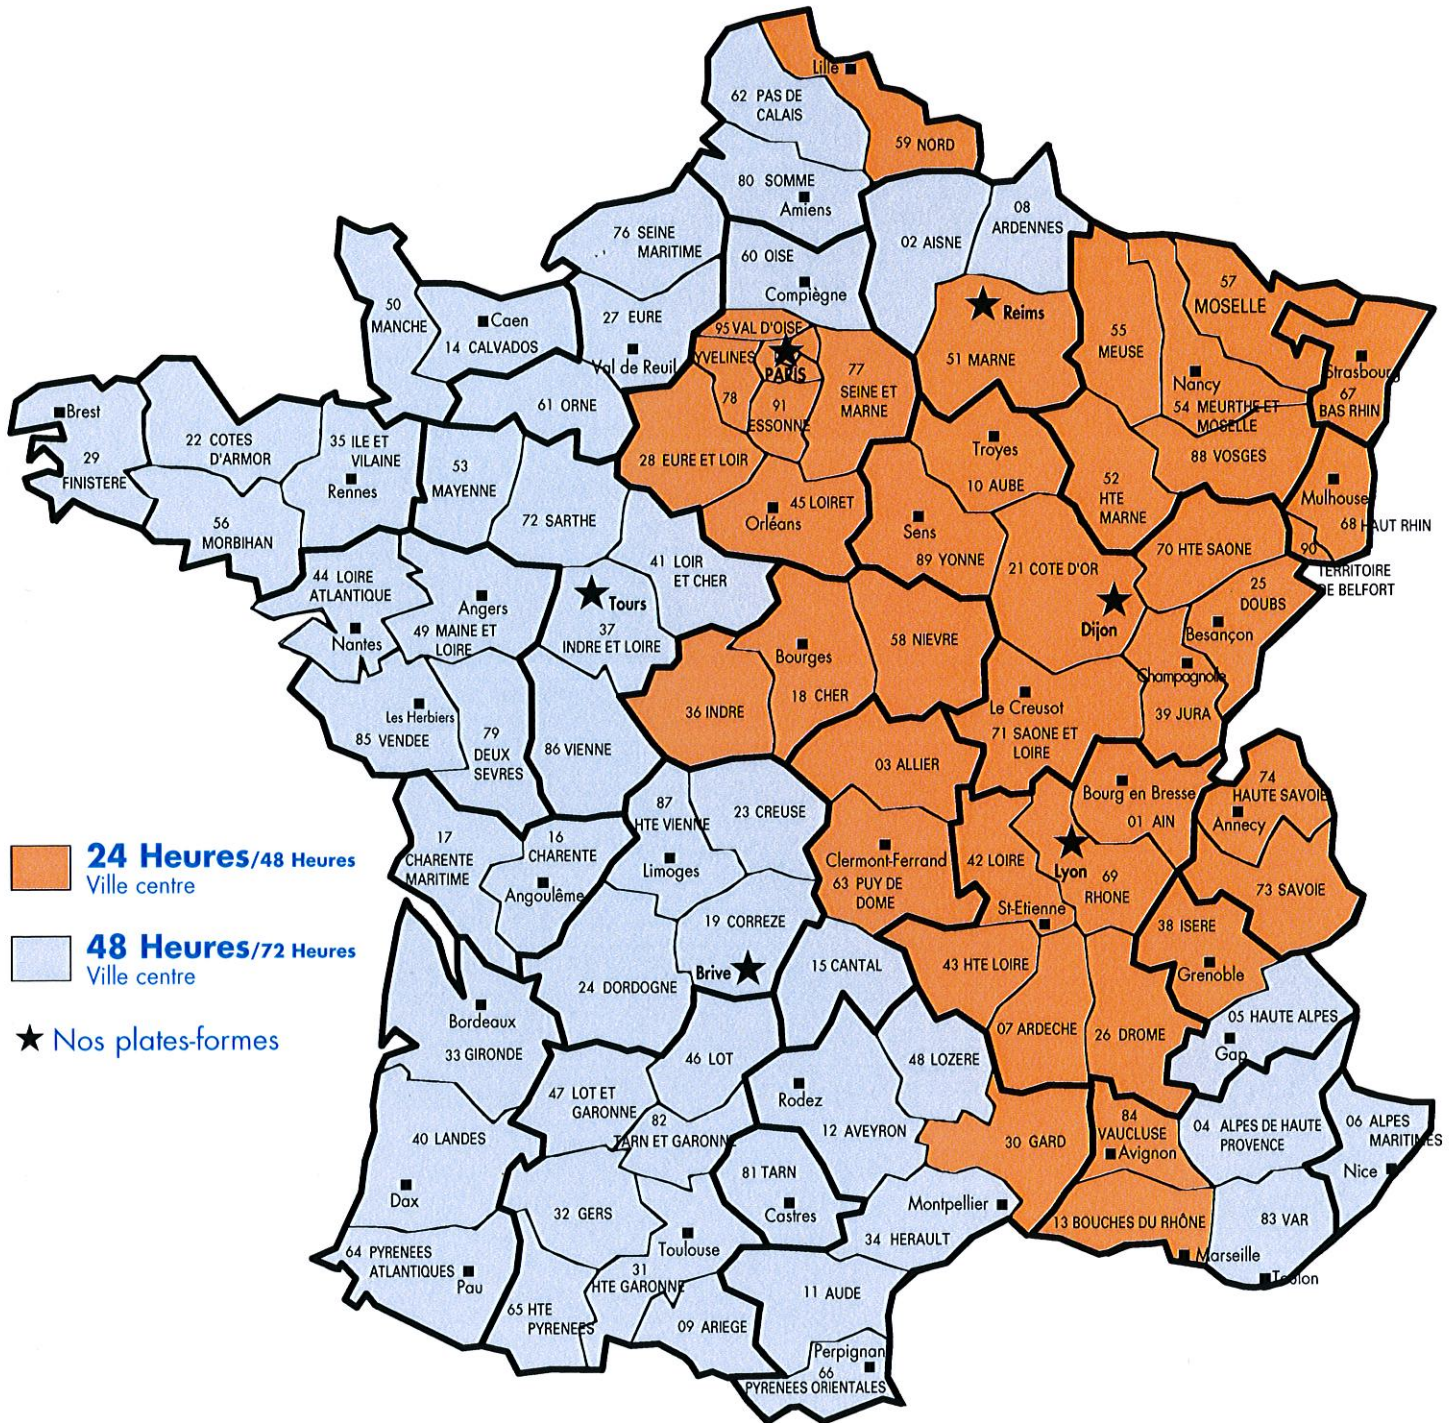 Lille
62 PAS DE
CALAIS
59 NORD
80 SOMME
Amiens
08
ARDENNES
02 AISNE
76 SEINE
MARITIME
60 OISE
Compiègne
57
MOSELLE
50
MANCHE
Caen
14 CALVADOS
27 EURE
Val de Reuil
95 VAL D'OISE
YVELINES
78
PARIS
91
ESSONNE
77
SEINE ET
MARNE
Reims
51 MARNE
55
MEUSE
Nancy
54 MEURTHE ET
MOSELLE
Strasbourg
67
BAS RHIN
61 ORNE
Brest
29
FINISTERE
22 COTES
D'ARMOR
35 ILE ET
VILAINE
Rennes
53
MAYENNE
28 EURE ET LOIR
Troyes
10 AUBE
88 VOSGES
52
HTE
MARNE
Mulhouse
68 HAUT RHIN
56
MORBIHAN
72 SARTHE
45 LOIRET
Orléans
Sens
89 YONNE
70 HTE SAONE
90
TERRITOIRE
DE BELFORT
44 LOIRE
ATLANTIQUE
Nantes
Angers
49 MAINE ET
LOIRE
41 LOIR
ET CHER
Tours
37
INDRE ET LOIRE
21 COTE D'OR
Dijon
25
DOUBS
Besançon
Champagnole
39 JURA
58 NIEVRE
Bourges
18 CHER
36 INDRE
Le Creusot
71 SAONE ET
LOIRE
Les Herbiers
85 VENDEE
79
DEUX
SEVRES
86 VIENNE
03 ALLIER
Bourg en Bresse
01 AIN
74
HAUTE SAVOIE
Annecy
87
HTE VIENNE
Limoges
23 CREUSE
17
CHARENTE
MARITIME
16
CHARENTE
Angoulême
Clermont-Ferrand
63 PUY DE
DOME
42 LOIRE
Lyon
69
RHONE
St-Etienne
73 SAVOIE
24 Heures/48 Heures
Ville centre
48 Heures/72 Heures
Ville centre
Nos plates-formes
19 CORREZE
Brive
24 DORDOGNE
15 CANTAL
43 HTE LOIRE
38 ISERE
Grenoble
Bordeaux
33 GIRONDE
46 LOT
48 LOZERE
07 ARDECHE
26 DROME
05 HAUTE ALPES
Gap
47 LOT ET
GARONNE
82
TARN ET GARONNE
Rodez
12 AVEYRON
30 GARD
84
VAUCLUSE
Avignon
04 ALPES DE HAUTE
PROVENCE
06 ALPES
MARITIMES
Nice
40 LANDES
Dax
32 GERS
81 TARN
Castres
Montpellier
34 HERAULT
13 BOUCHES DU RHÔNE
Marseille
83 VAR
Toulon
64 PYRENEES
ATLANTIQUES
Pau
Toulouse
31
HTE GARONNE
65 HTE
PYRENEES
09 ARIEGE
11 AUDE
Perpignan
66
PYRENEES ORIENTALES